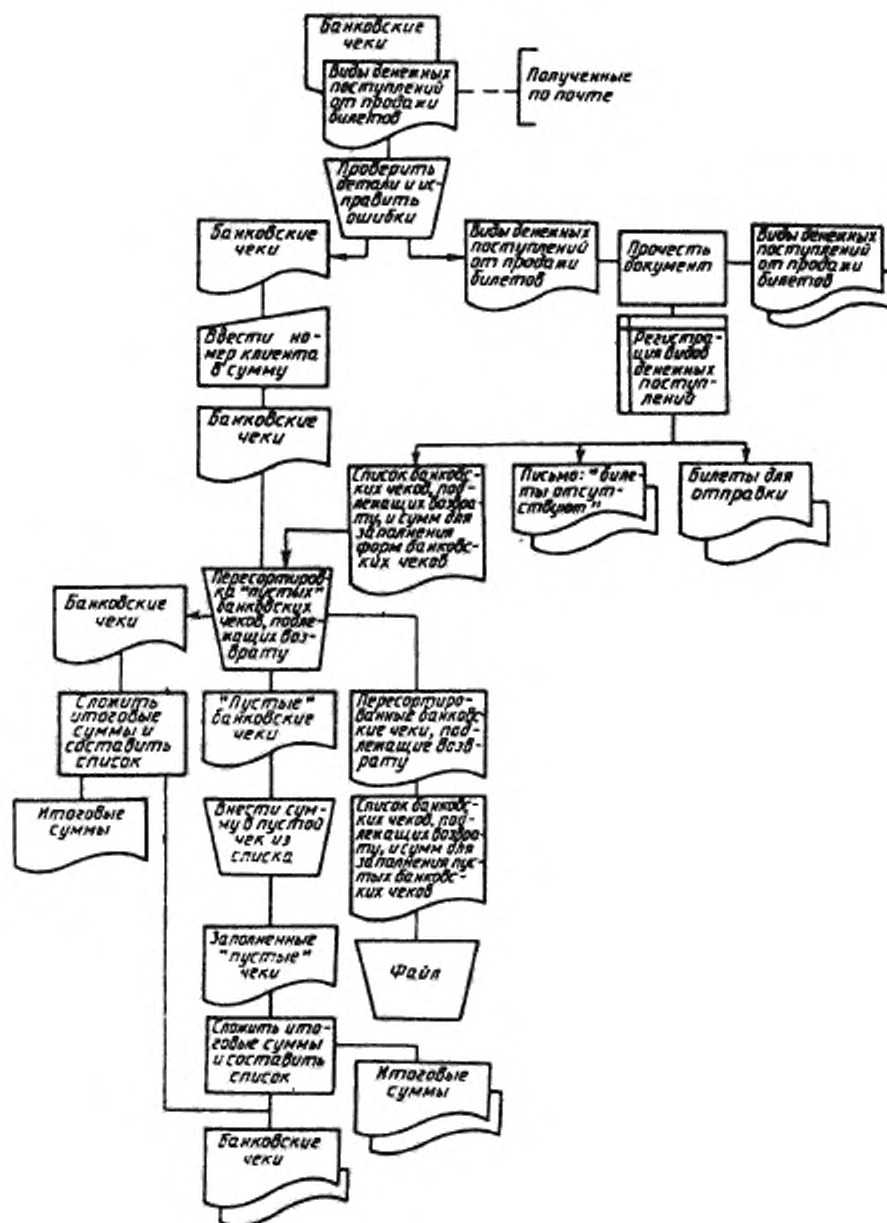 Банковские
чеки
Виды денежных
поступлений
от продажи
билетов
Полученные
по почте
Проверить
детали и ис-
править
ошибки
Банковские
чеки
Виды денежных
поступлений
от продажи
билетов
Прочесть
документ
Виды денежных
поступлений
от продажи
билетов
Ввести но-
мер клиента
в сумму
Регистра-
ция видов
денежных
поступ-
лений
Банковские
чеки
Список банковс-
ких чеков, под-
лежащих возвра-
ту, и сумм для
заполнения
форм банковс-
ких чеков
Письмо: "биле-
ты отсут-
ствуют"
Билеты для
отправки
Пересортиров-
ка "пустых"
банковских
чеков, подле-
жащих воз-
врату
Банковские
чеки
Сложить
итоговые
суммы и
составить
список
"Пустые"
банковские
чеки
Пересортиро-
ванные банковс-
кие чеки, под-
лежащие возв-
рату
Итоговые
суммы
Внести сум-
му в пустой
чек из
списка
Список банковс-
ких чеков, под-
лежащих возвра-
ту, и сумм для
заполнения пус-
тых банковс-
ких чеков
Заполненные
"пустые"
чеки
Файл
Сложить ито-
говые суммы
и составить
список
Итоговые
суммы
Банковские
чеки